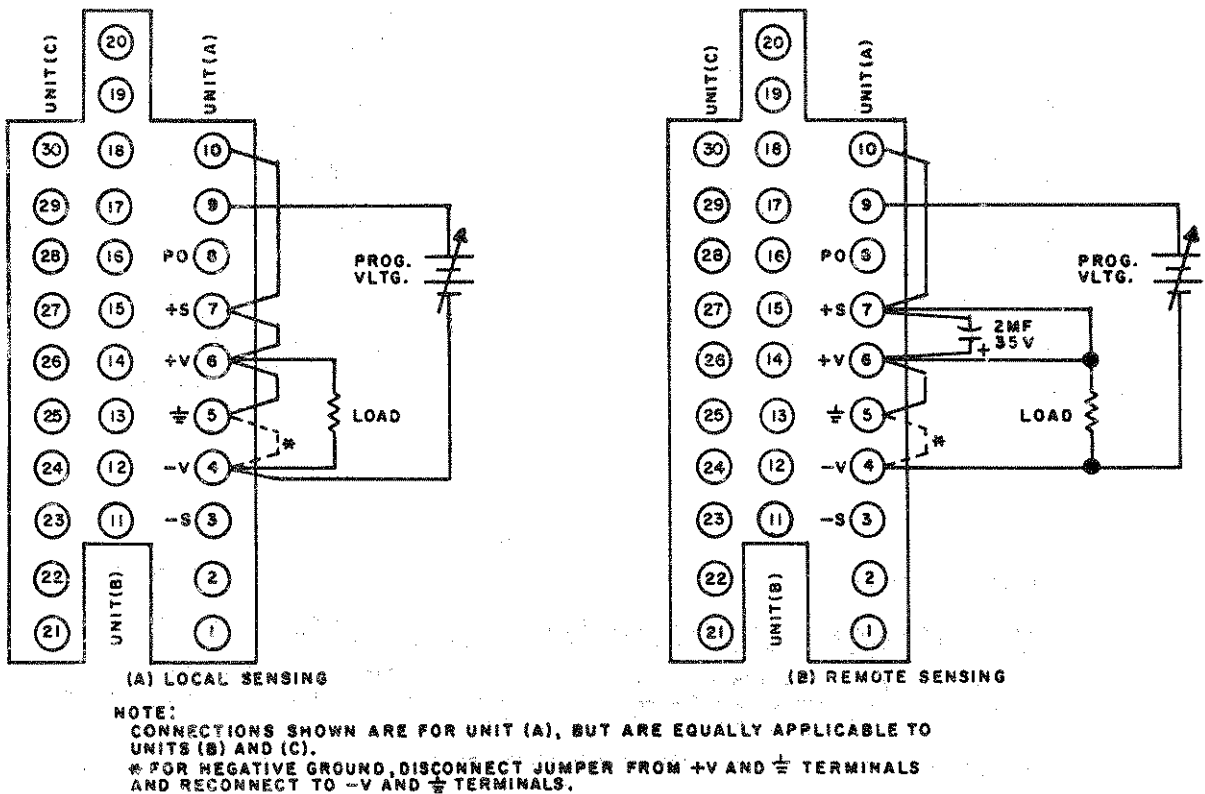 UNIT(C)
20
UNIT(A)
19
30 18 10
29 17 9
28 16 PO 8
27 15 +S 7
26 14 +V 6
25 13 ⏚ 5
24 12 -V 4
23 11 -S 3
22 2
21 UNIT(B) 1
PROG.
VLTG.
LOAD
*
(A) LOCAL SENSING
UNIT(C)
20
UNIT(A)
19
30 18 10
29 17 9
28 16 PO 8
27 15 +S 7
26 14 +V 6
25 13 ⏚ 5
24 12 -V 4
23 11 -S 3
22 2
21 UNIT(B) 1
PROG.
VLTG.
2MF
+ 35V
LOAD
*
(B) REMOTE SENSING
NOTE:
CONNECTIONS SHOWN ARE FOR UNIT (A), BUT ARE EQUALLY APPLICABLE TO
UNITS (B) AND (C).
* FOR NEGATIVE GROUND, DISCONNECT JUMPER FROM +V AND ⏚ TERMINALS
AND RECONNECT TO -V AND ⏚ TERMINALS.